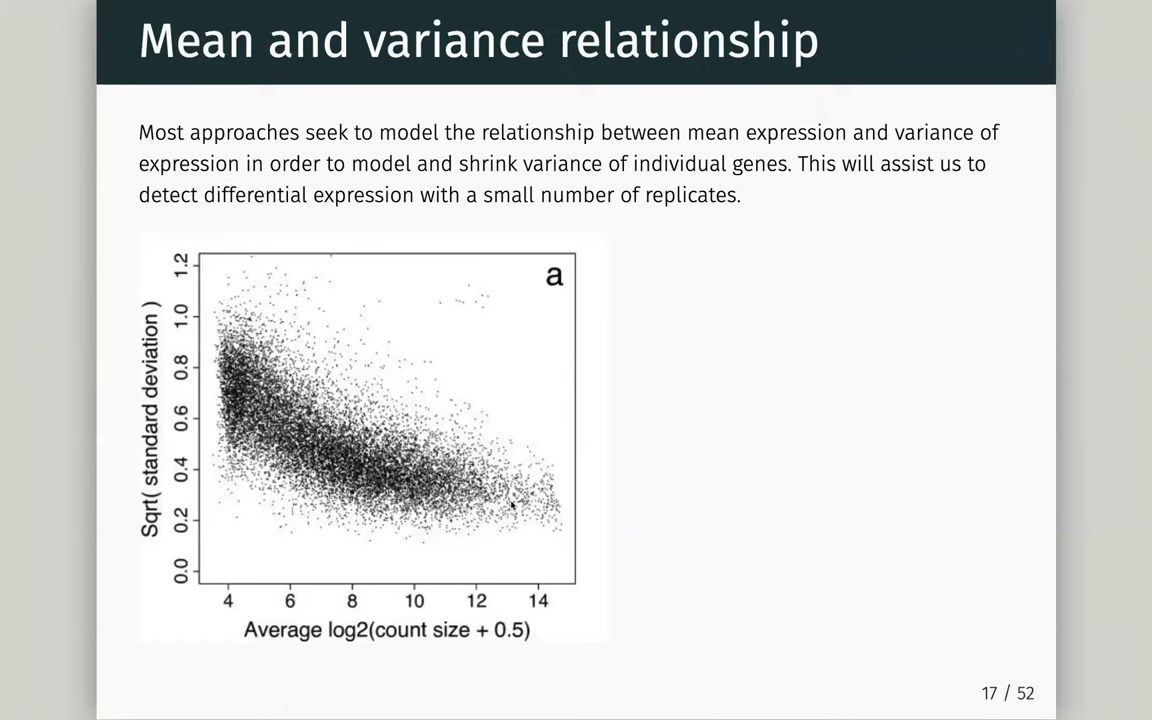 Mean and variance relationship
Most approaches seek to model the relationship between mean expression and variance of
expression in order to model and shrink variance of individual genes. This will assist us to
detect differential expression with a small number of replicates.
a
Sqrt( standard deviation )
1.2
1.0
0.8
0.6
0.4
0.2
0.0
4 6 8 10 12 14
Average log2(count size + 0.5)
17 / 52